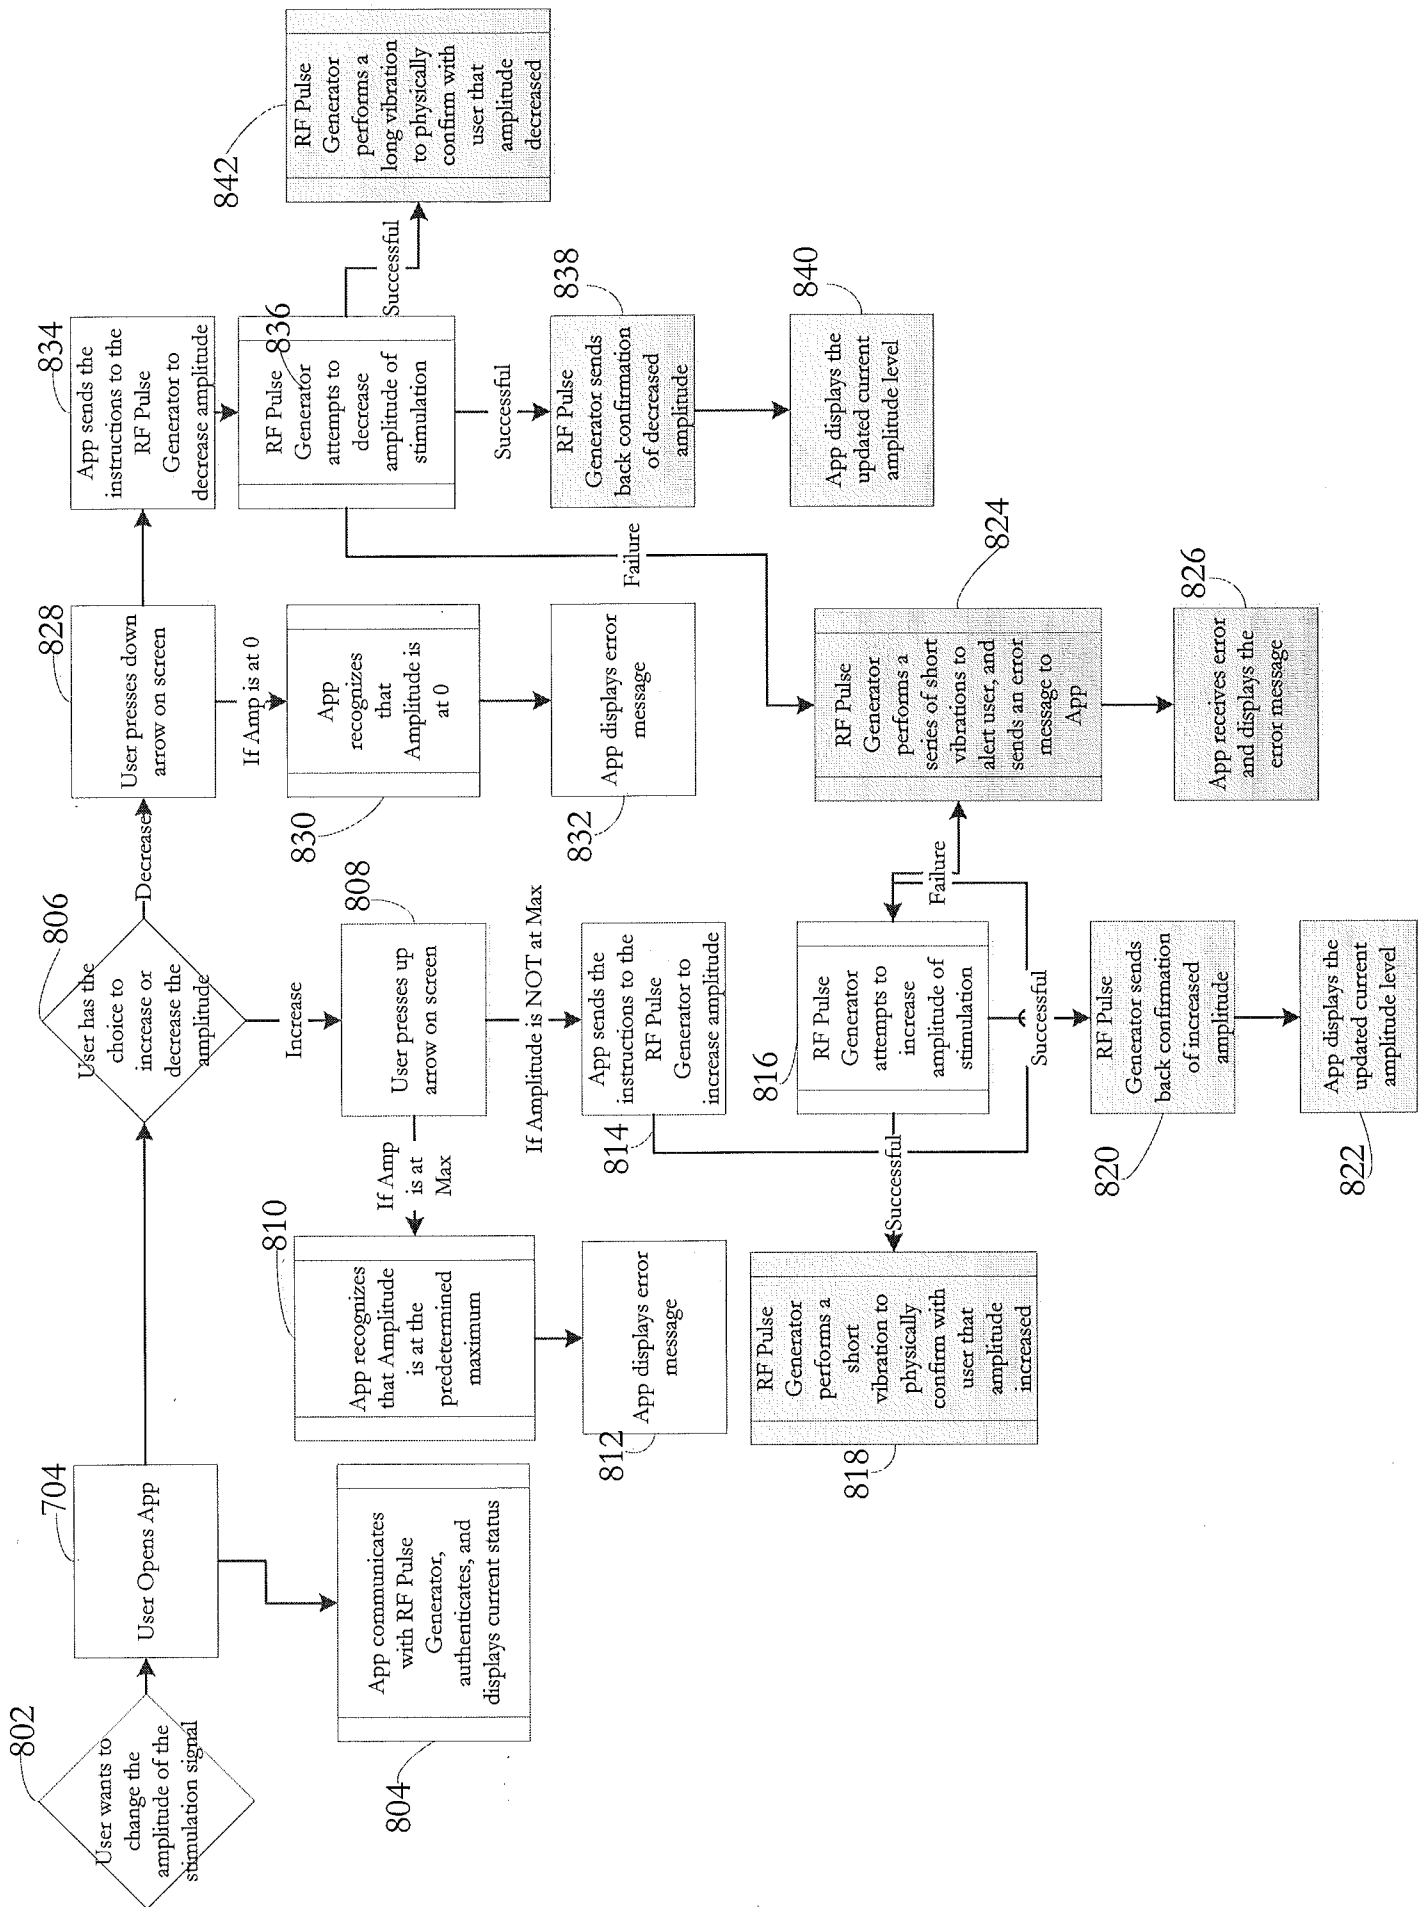 802
User wants to
change the
amplitude of the
stimulation signal
704
User Opens App
804
App communicates
with RF Pulse
Generator,
authenticates, and
displays current status
806
User has the
choice to
increase or
decrease the
amplitude
Increase
Decrease
808
User presses up
arrow on screen
If Amp
is at
Max
810
App recognizes
that Amplitude
is at the
predetermined
maximum
812
App displays error
message
If Amplitude is NOT at Max
814
App sends the
instructions to the
RF Pulse
Generator to
increase amplitude
816
RF Pulse
Generator
attempts to
increase
amplitude of
stimulation
Successful
818
RF Pulse
Generator
performs a
short
vibration to
physically
confirm with
user that
amplitude
increased
Successful
820
RF Pulse
Generator sends
back confirmation
of increased
amplitude
822
App displays the
updated current
amplitude level
Failure
824
RF Pulse
Generator
performs a
series of short
vibrations to
alert user, and
sends an error
message to
App
826
App receives error
and displays the
error message
828
User presses down
arrow on screen
If Amp is at 0
830
App
recognizes
that
Amplitude is
at 0
832
App displays error
message
834
App sends the
instructions to the
RF Pulse
Generator to
decrease amplitude
836
RF Pulse
Generator
attempts to
decrease
amplitude of
stimulation
Failure
Successful
838
RF Pulse
Generator sends
back confirmation
of decreased
amplitude
840
App displays the
updated current
amplitude level
Successful
842
RF Pulse
Generator
performs a
long vibration
to physically
confirm with
user that
amplitude
decreased